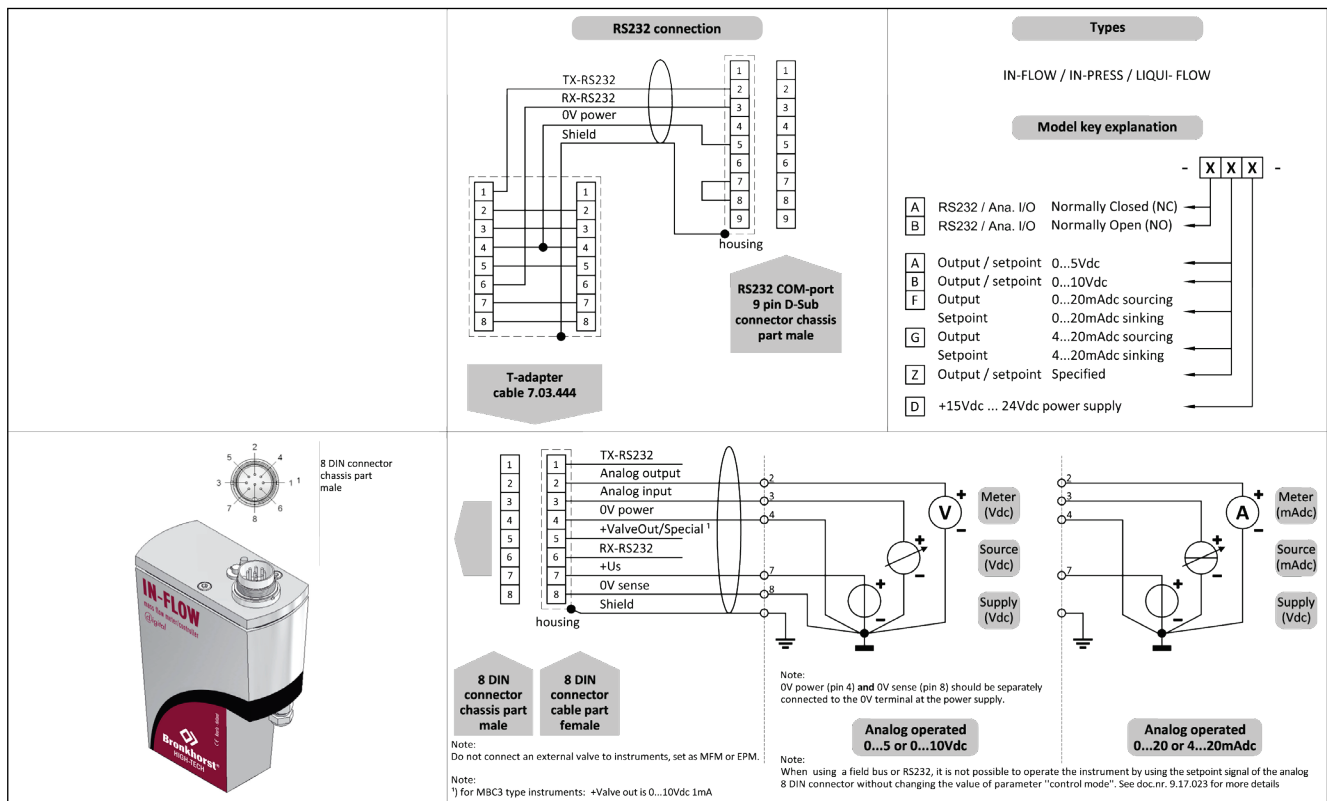 RS232 connection
TX-RS232
RX-RS232
0V power
Shield
1
2
3
4
5
6
7
8
9
1
2
3
4
5
6
7
8
9
1
2
3
4
5
6
7
8
1
2
3
4
5
6
7
8
housing
RS232 COM-port
9 pin D-Sub
connector chassis
part male
T-adapter
cable 7.03.444
Types
IN-FLOW / IN-PRESS / LIQUI- FLOW
Model key explanation
- X X X -
A RS232 / Ana. I/O Normally Closed (NC)
B RS232 / Ana. I/O Normally Open (NO)
A Output / setpoint 0...5Vdc
B Output / setpoint 0...10Vdc
F Output 0...20mAdc sourcing
Setpoint 0...20mAdc sinking
G Output 4...20mAdc sourcing
Setpoint 4...20mAdc sinking
Z Output / setpoint Specified
D +15Vdc ... 24Vdc power supply
2
5 4
3 1 1
7 6
8
8 DIN connector
chassis part
male
IN-FLOW
mass flow meter/controller
digital
Bronkhorst®
HIGH-TECH
1
2
3
4
5
6
7
8
1
2
3
4
5
6
7
8
TX-RS232
Analog output
Analog input
0V power
+ValveOut/Special ¹
RX-RS232
+Us
0V sense
Shield
housing
8 DIN
connector
chassis part
male
8 DIN
connector
cable part
female
Note:
Do not connect an external valve to instruments, set as MFM or EPM.
Note:
¹) for MBC3 type instruments: +Valve out is 0...10Vdc 1mA
2
3
4
7
8
V
+
-
+
-
+
-
Meter
(Vdc)
Source
(Vdc)
Supply
(Vdc)
Note:
0V power (pin 4) and 0V sense (pin 8) should be separately
connected to the 0V terminal at the power supply.
Analog operated
0...5 or 0...10Vdc
2
3
4
7
A
+
-
+
-
+
-
Meter
(mAdc)
Source
(mAdc)
Supply
(Vdc)
Analog operated
0...20 or 4...20mAdc
Note:
When using a field bus or RS232, it is not possible to operate the instrument by using the setpoint signal of the analog
8 DIN connector without changing the value of parameter "control mode". See doc.nr. 9.17.023 for more details